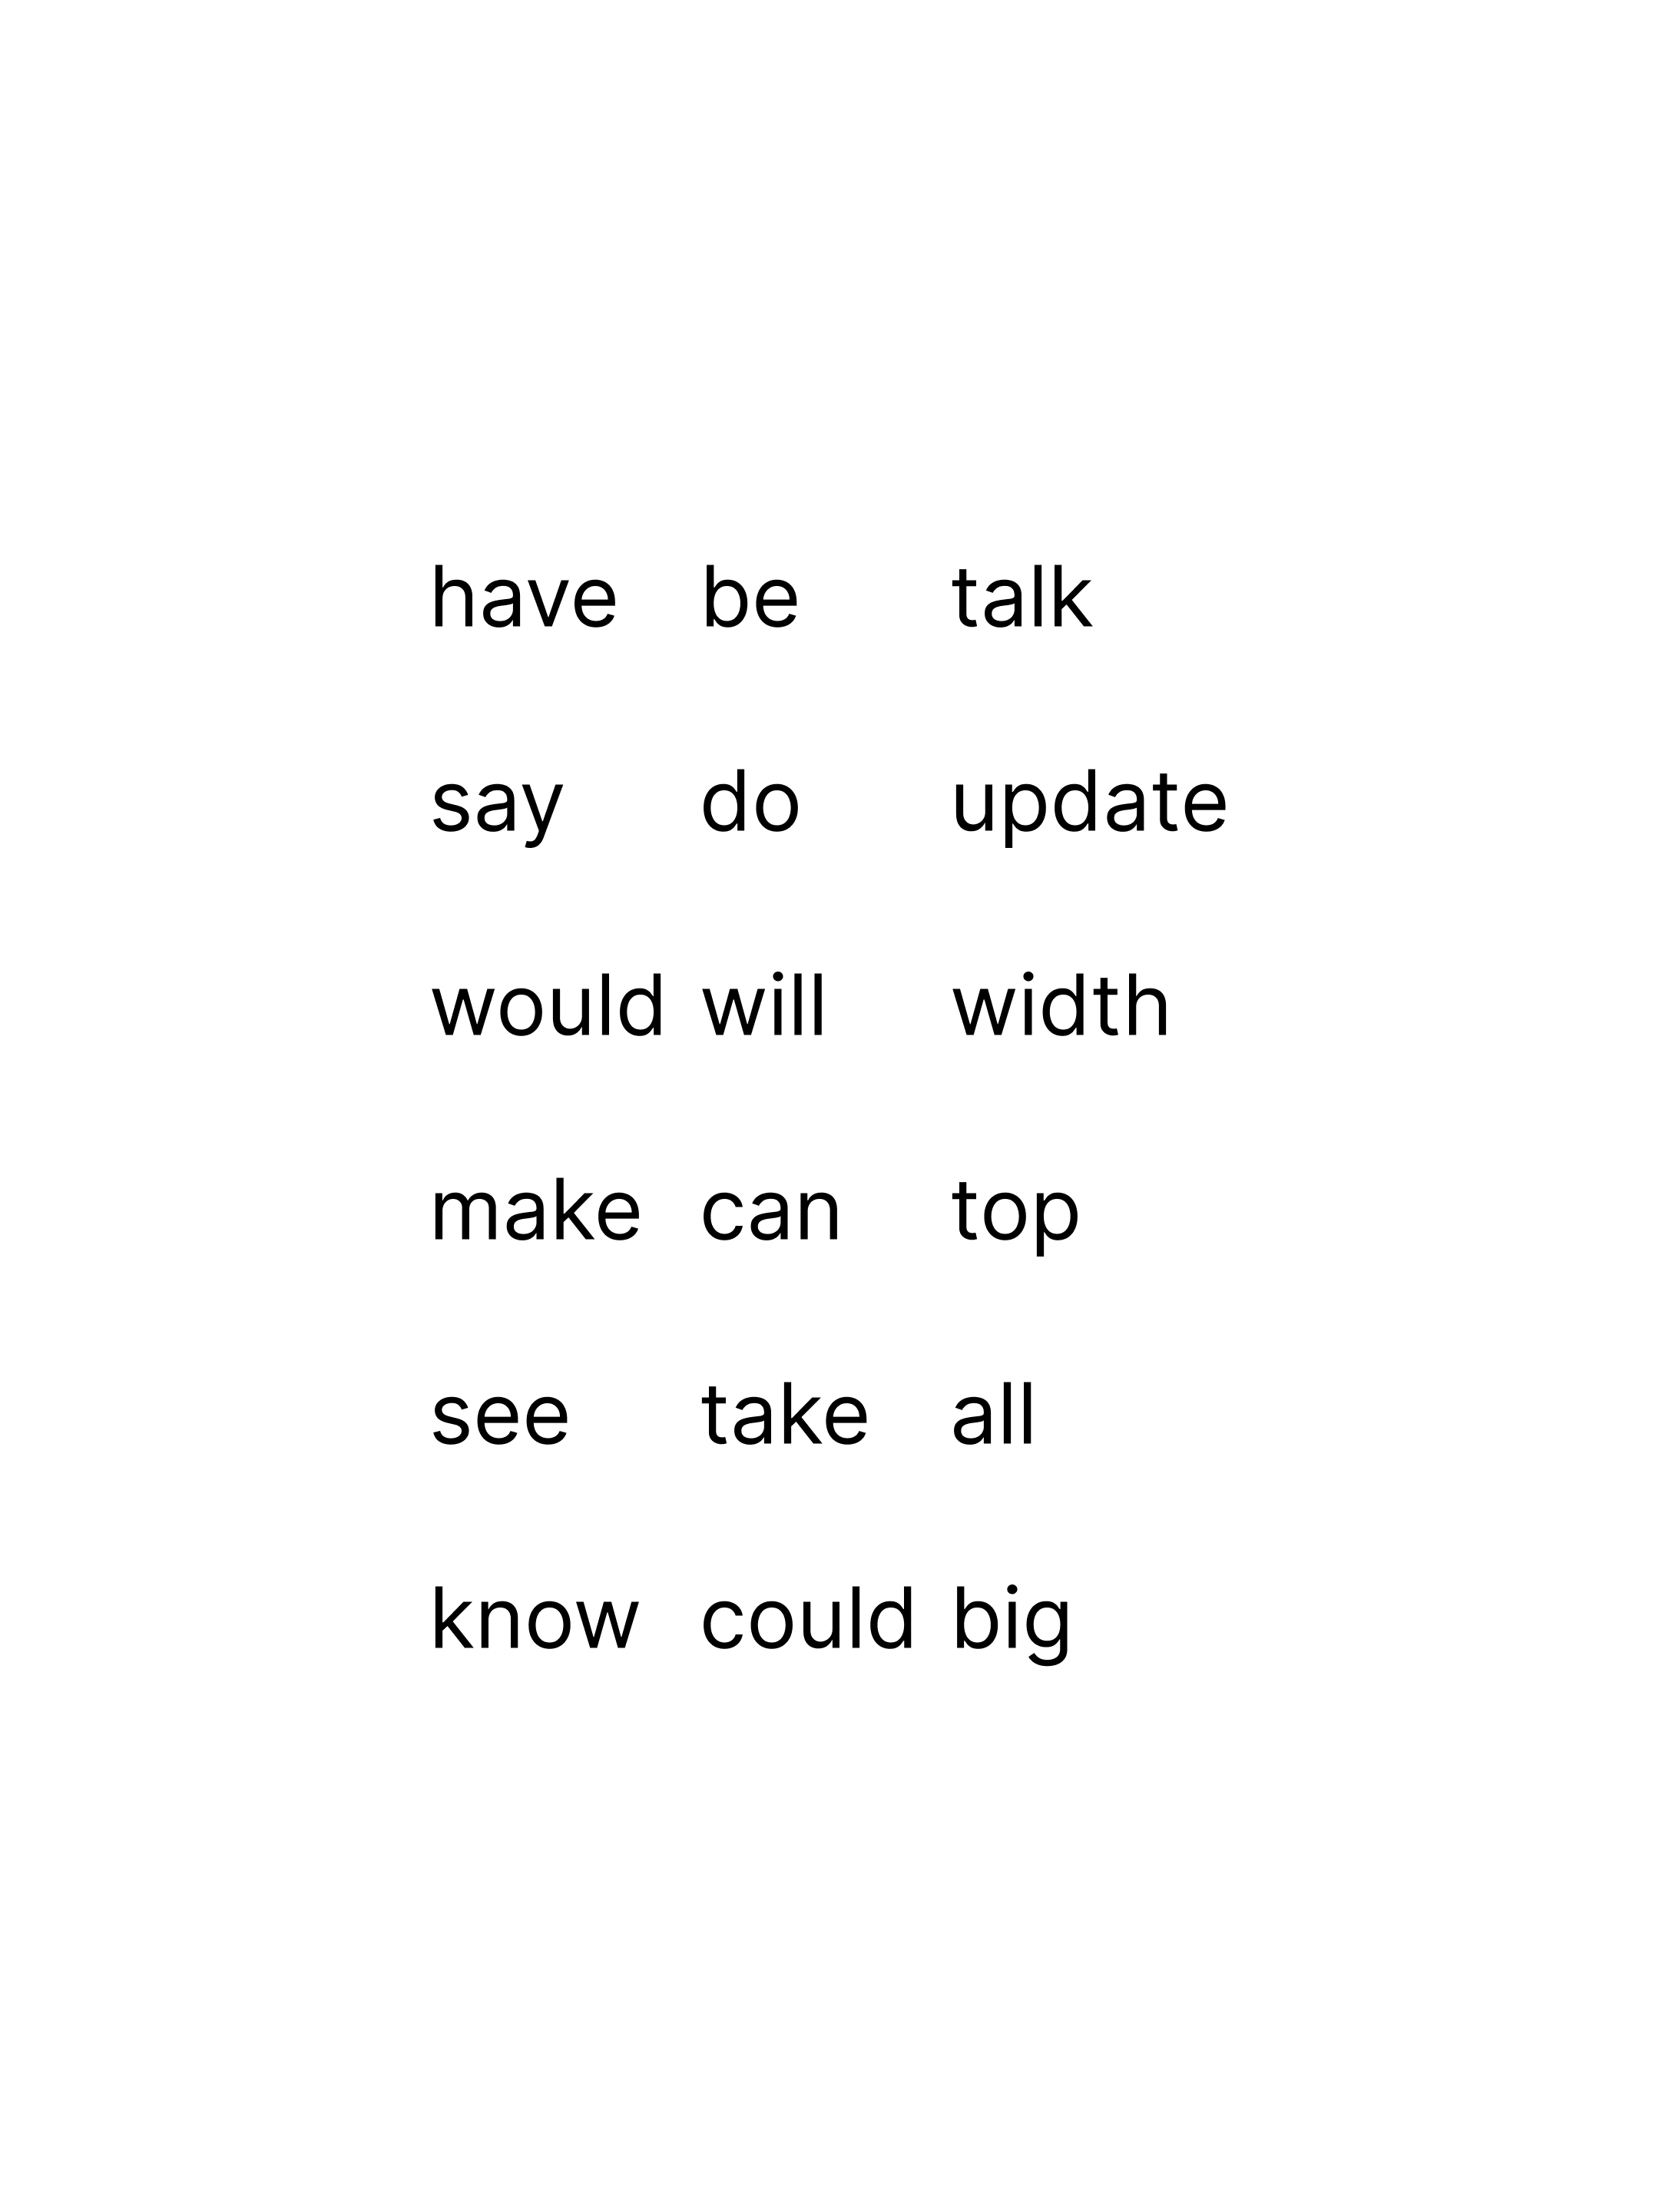 have be talk
say do update
would will width
make can top
see take all
know could big